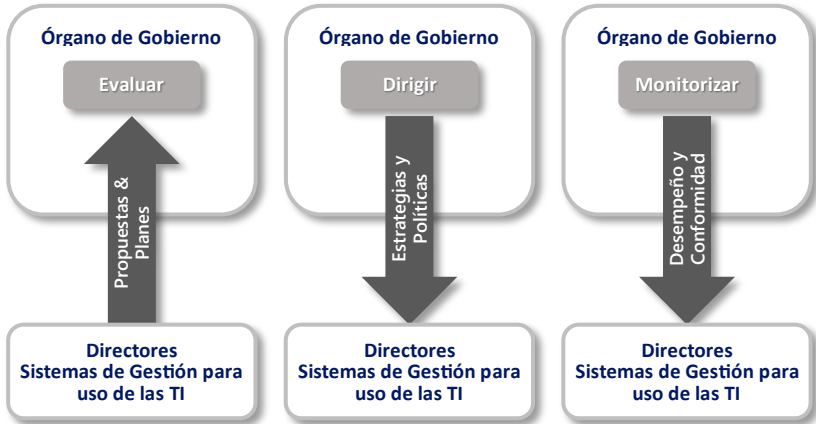 Órgano de Gobierno
Evaluar
Propuestas &
Planes
Directores
Sistemas de Gestión para
uso de las TI
Órgano de Gobierno
Dirigir
Estrategias y
Políticas
Directores
Sistemas de Gestión para
uso de las TI
Órgano de Gobierno
Monitorizar
Desempeño y
Conformidad
Directores
Sistemas de Gestión para
uso de las TI